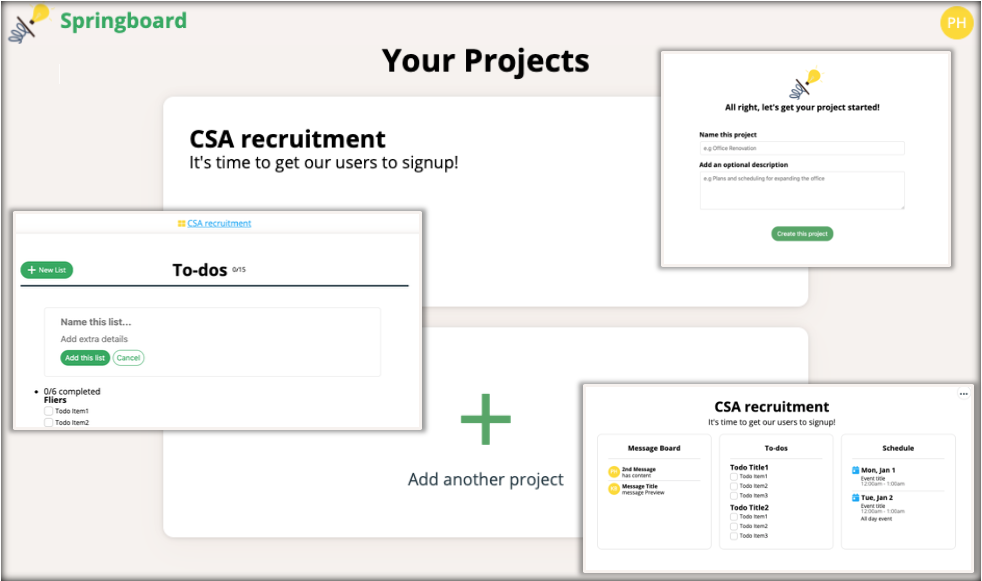 Springboard
PH
Your Projects
CSA recruitment
It's time to get our users to signup!
All right, let's get your project started!
Name this project
e.g Office Renovation
Add an optional description
e.g Plans and scheduling for expanding the office
Create this project
CSA recruitment
+ New List
To-dos 0/15
Name this list...
Add extra details
Add this list
Cancel
• 0/6 completed
Fliers
Todo Item1
Todo Item2
Add another project
...
CSA recruitment
It's time to get our users to signup!
Message Board
2nd Message
has content
Message Title
message Preview
To-dos
Todo Title1
Todo Item1
Todo Item2
Todo Item3
Todo Title2
Todo Item1
Todo Item2
Todo Item3
Schedule
Mon, Jan 1
Event title
12:00am - 1:00am
Tue, Jan 2
Event title
12:00am - 1:00am
All day event